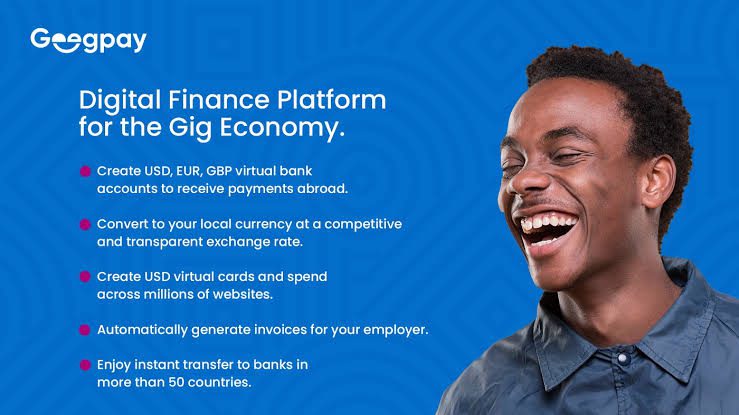 Geegpay
Digital Finance Platform
for the Gig Economy.
Create USD, EUR, GBP virtual bank
accounts to receive payments abroad.
Convert to your local currency at a competitive
and transparent exchange rate.
Create USD virtual cards and spend
across millions of websites.
Automatically generate invoices for your employer.
Enjoy instant transfer to banks in
more than 50 countries.